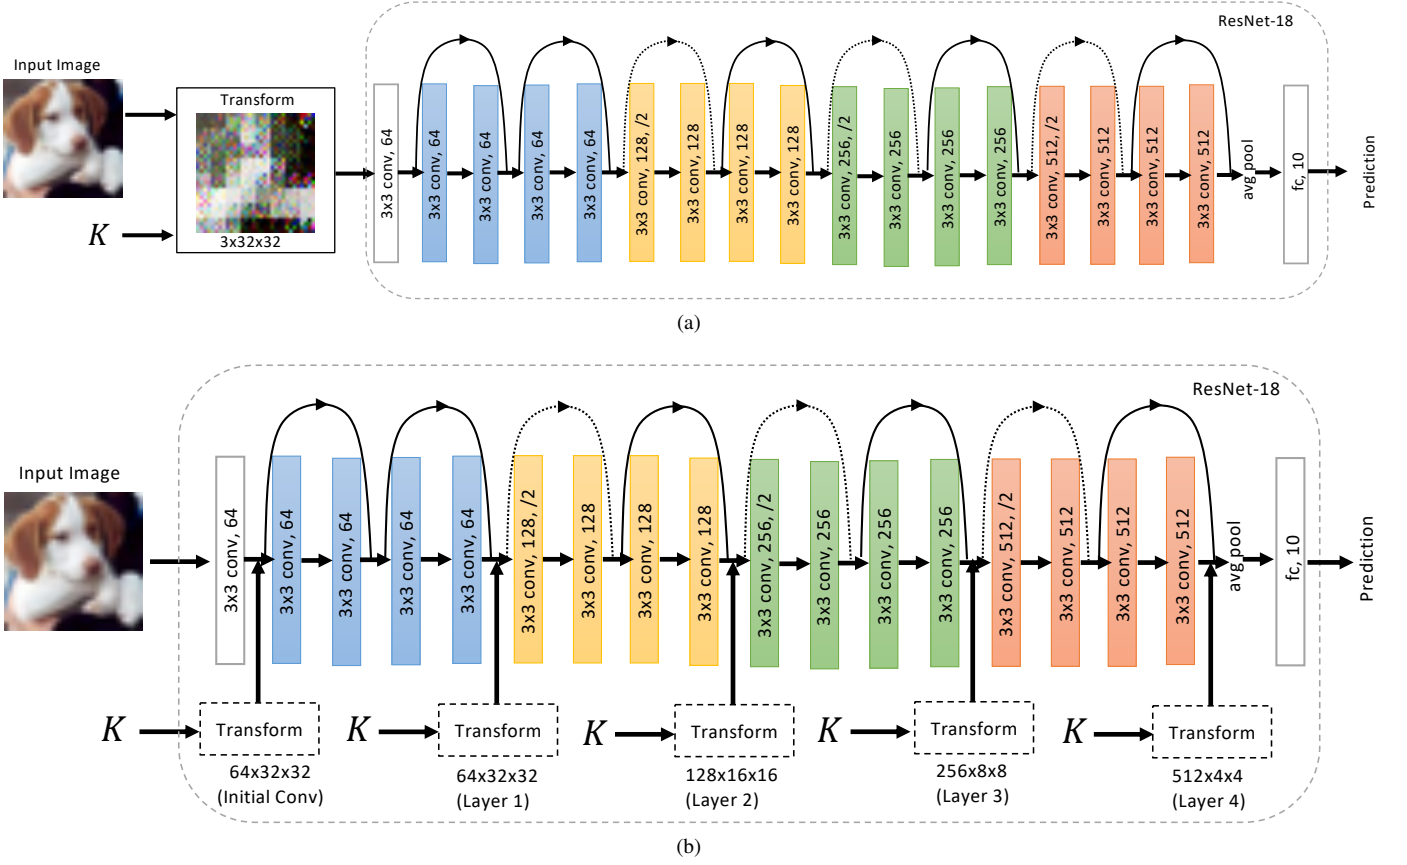 ResNet-18
Input Image
Transform
3x32x32
K
3x3 conv, 64
3x3 conv, 64
3x3 conv, 64
3x3 conv, 64
3x3 conv, 64
3x3 conv, 128, /2
3x3 conv, 128
3x3 conv, 128
3x3 conv, 128
3x3 conv, 256, /2
3x3 conv, 256
3x3 conv, 256
3x3 conv, 256
3x3 conv, 512, /2
3x3 conv, 512
3x3 conv, 512
3x3 conv, 512
avg pool
fc, 10
Prediction
(a)
ResNet-18
Input Image
3x3 conv, 64
3x3 conv, 64
3x3 conv, 64
3x3 conv, 64
3x3 conv, 64
3x3 conv, 128, /2
3x3 conv, 128
3x3 conv, 128
3x3 conv, 128
3x3 conv, 256, /2
3x3 conv, 256
3x3 conv, 256
3x3 conv, 256
3x3 conv, 512, /2
3x3 conv, 512
3x3 conv, 512
3x3 conv, 512
avg pool
fc, 10
Prediction
K
Transform
64x32x32
(Initial Conv)
K
Transform
64x32x32
(Layer 1)
K
Transform
128x16x16
(Layer 2)
K
Transform
256x8x8
(Layer 3)
K
Transform
512x4x4
(Layer 4)
(b)